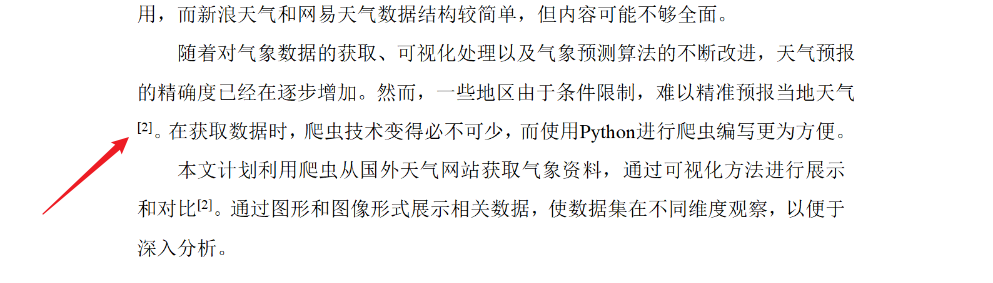 用，而新浪天气和网易天气数据结构较简单，但内容可能不够全面。
随着对气象数据的获取、可视化处理以及气象预测算法的不断改进，天气预报
的精确度已经在逐步增加。然而，一些地区由于条件限制，难以精准预报当地天气
[2]。在获取数据时，爬虫技术变得必不可少，而使用Python进行爬虫编写更为方便。
本文计划利用爬虫从国外天气网站获取气象资料，通过可视化方法进行展示
和对比[2]。通过图形和图像形式展示相关数据，使数据集在不同维度观察，以便于
深入分析。